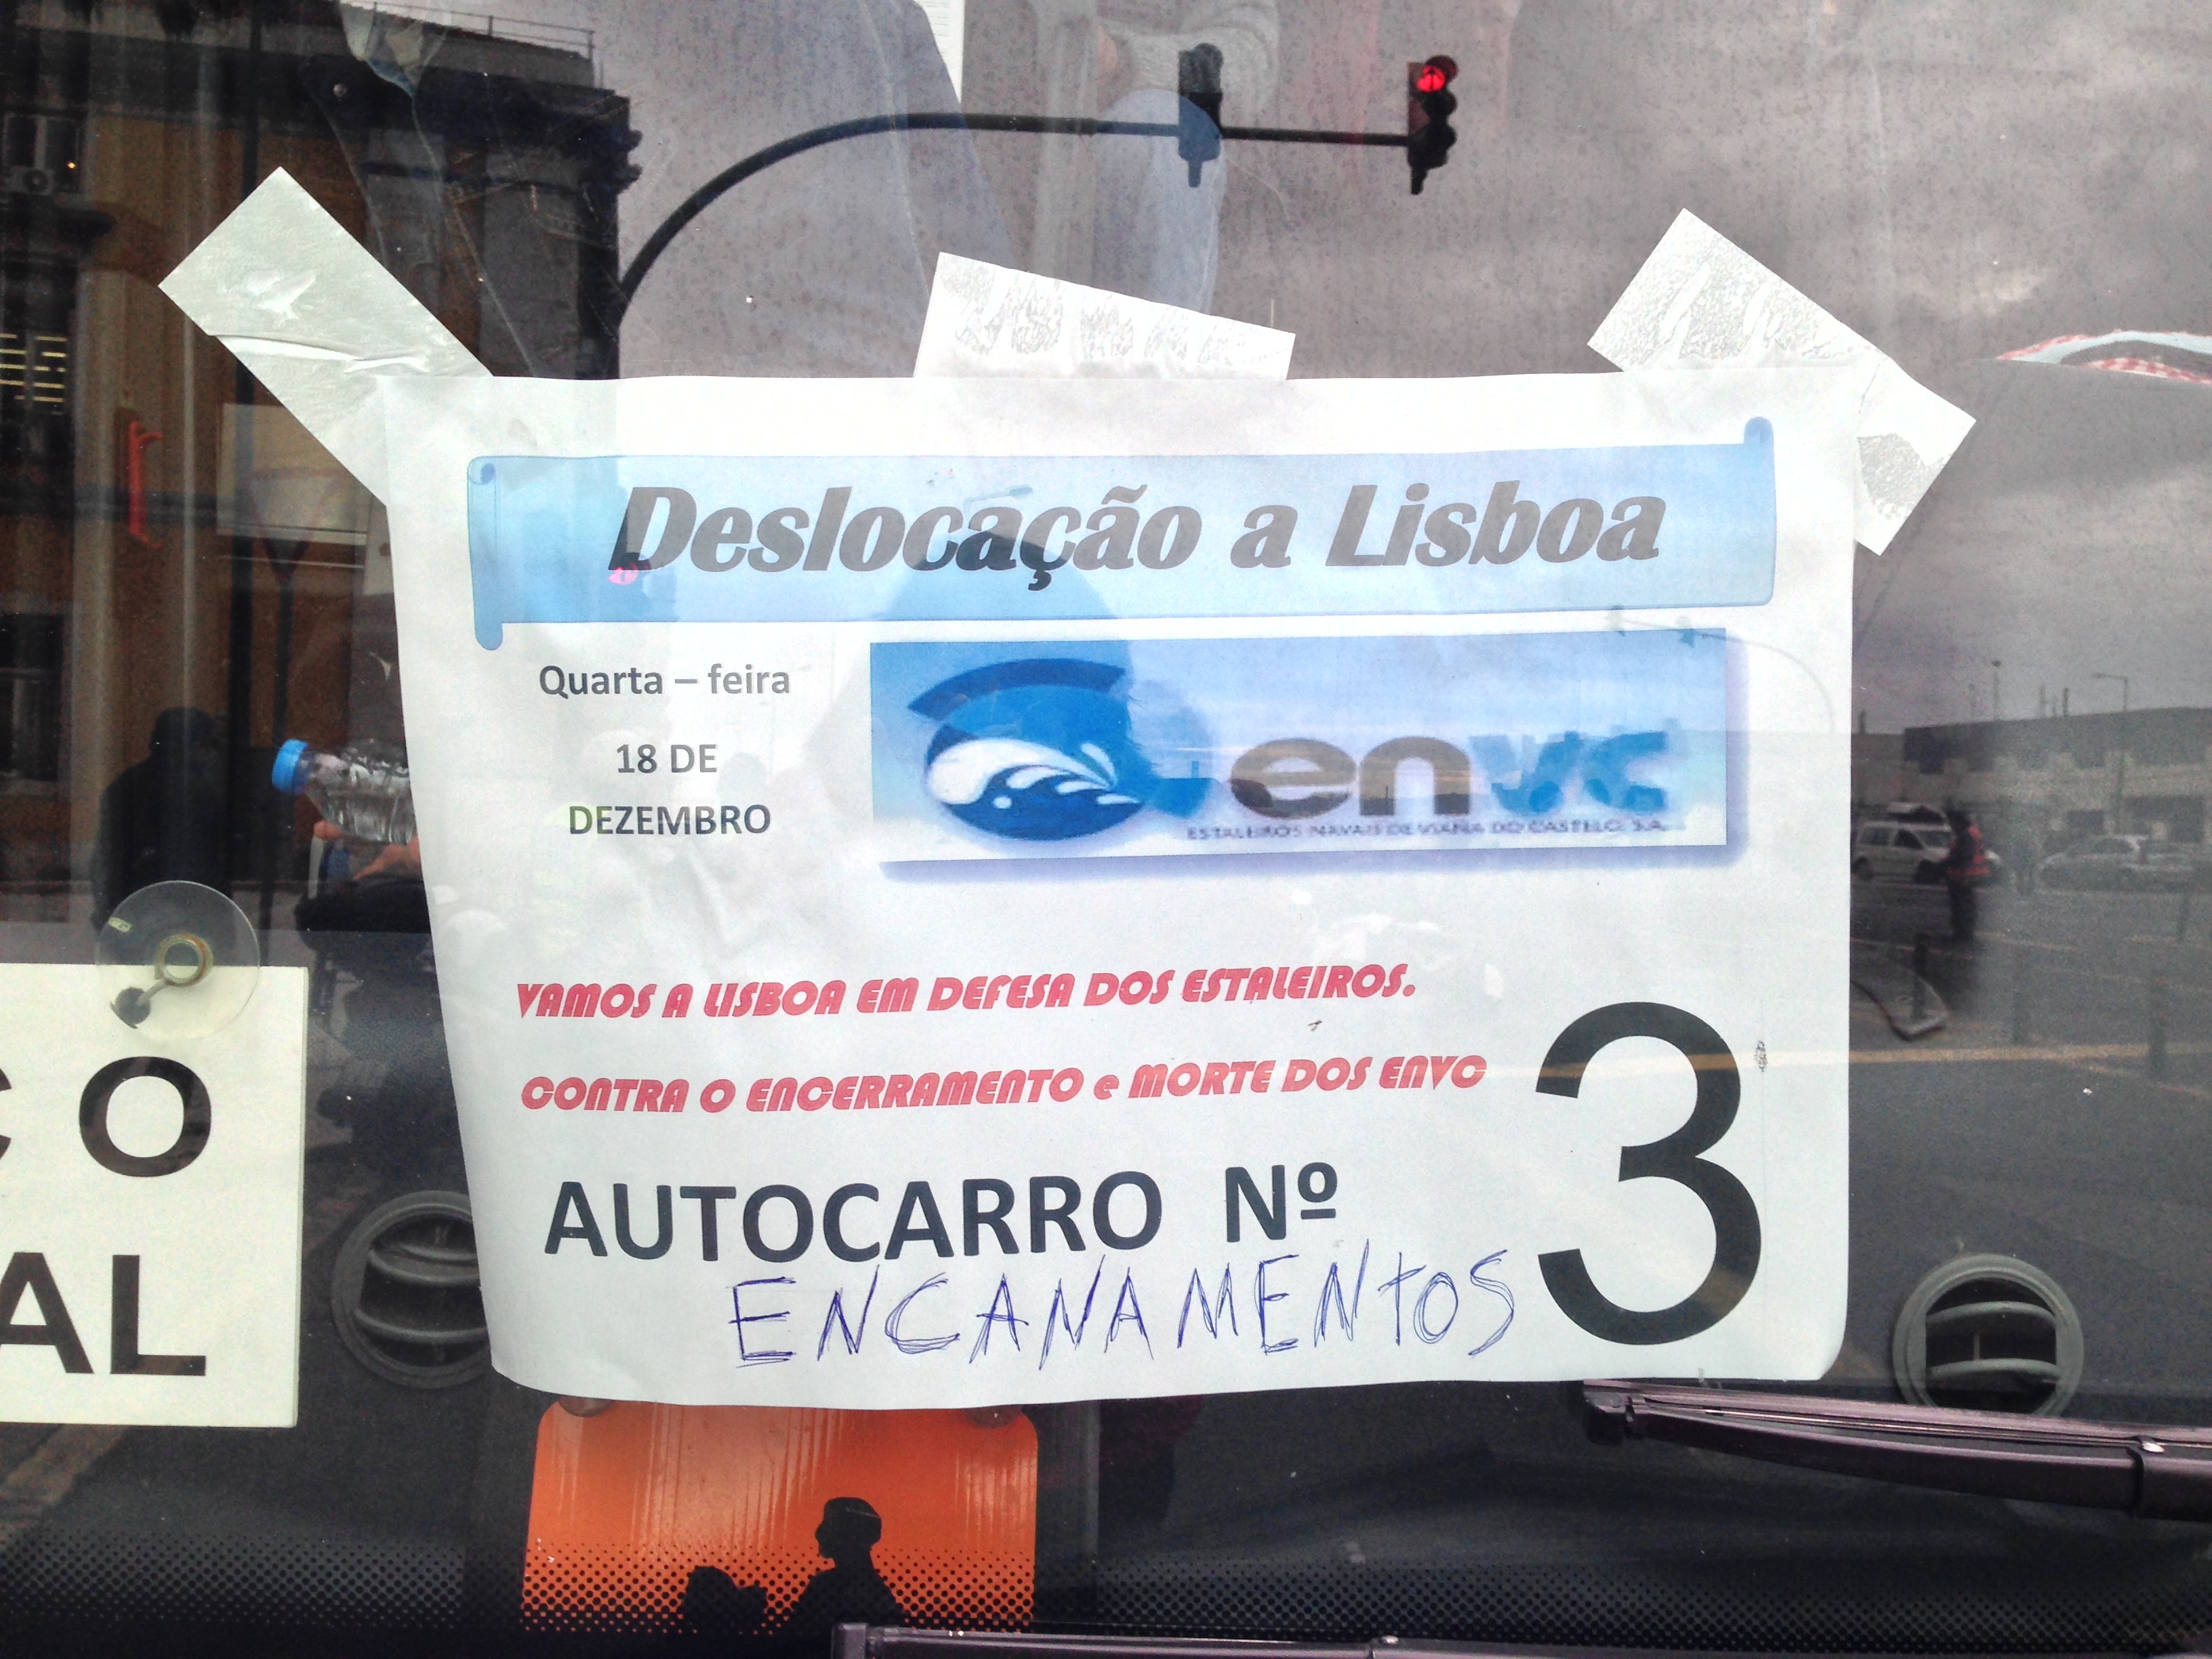 Deslocação a Lisboa
Quarta – feira
18 DE
DEZEMBRO
envc
ESTALEIROS NAVAIS DE VIANA DO CASTELO, S.A.
VAMOS A LISBOA EM DEFESA DOS ESTALEIROS.
CONTRA O ENCERRAMENTO e MORTE DOS ENVC
AUTOCARRO Nº 3
ENCANAMENTOS
ÇO
AL